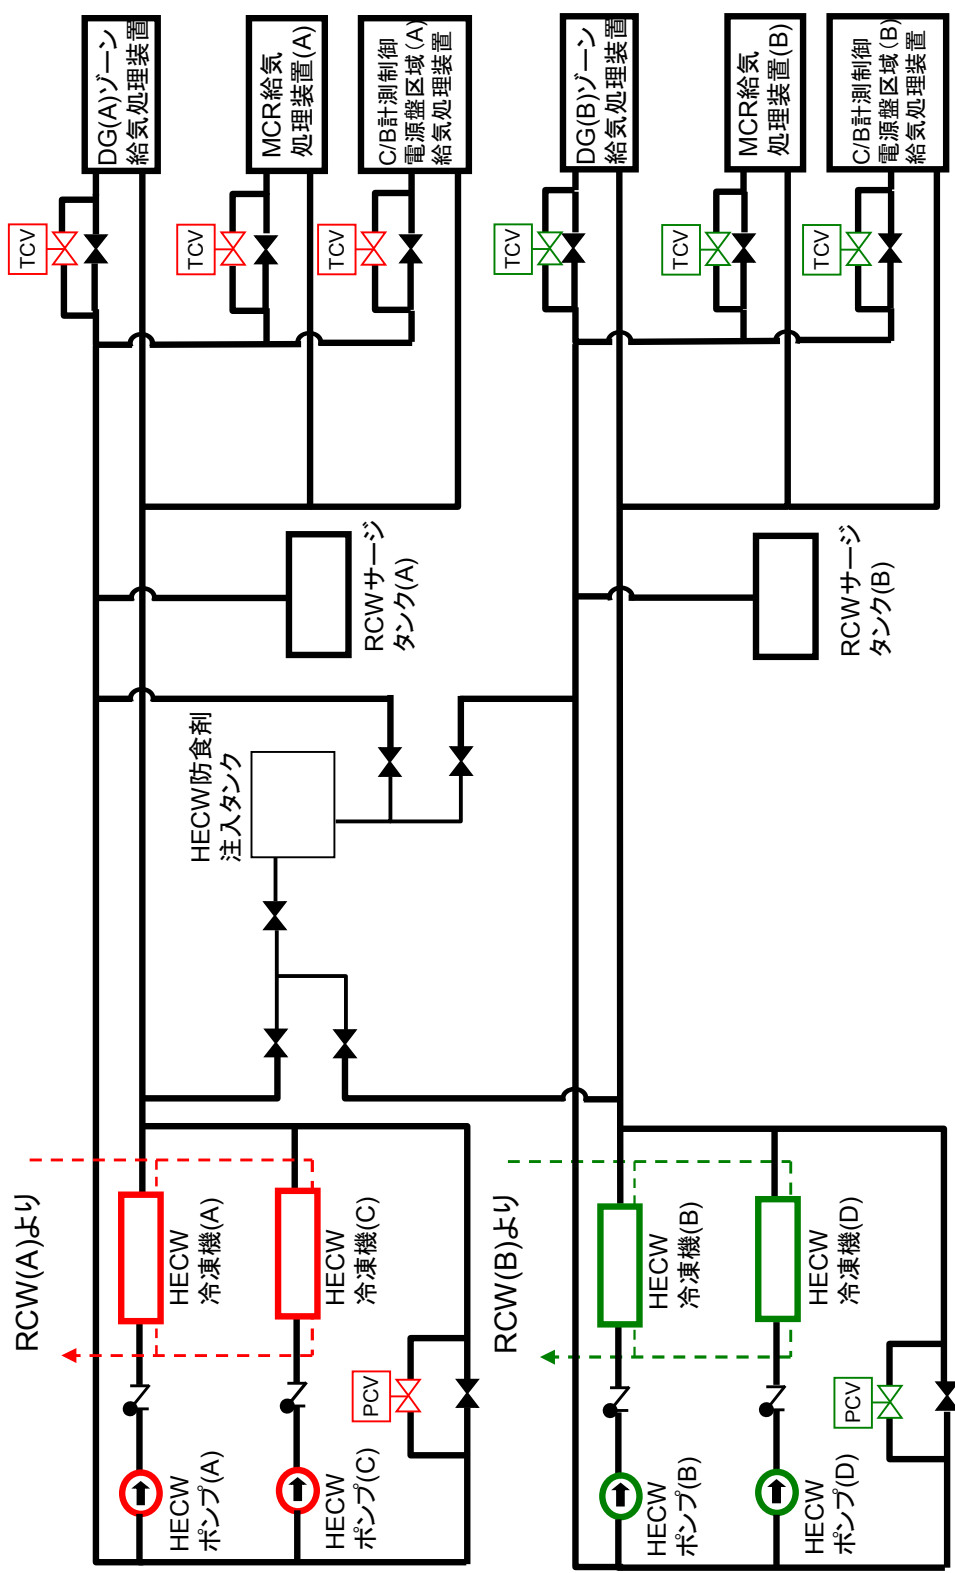 DG(A)ゾーン
給気処理装置
MCR給気
処理装置(A)
C/B計測制御
電源盤区域(A)
給気処理装置
DG(B)ゾーン
給気処理装置
MCR給気
処理装置(B)
C/B計測制御
電源盤区域(B)
給気処理装置
TCV
TCV
TCV
TCV
TCV
TCV
RCWサージ
タンク(A)
RCWサージ
タンク(B)
HECW防食剤
注入タンク
RCW(A)より
HECW
冷凍機(A)
HECW
冷凍機(C)
RCW(B)より
HECW
冷凍機(B)
HECW
冷凍機(D)
PCV
PCV
HECW
ポンプ(A)
HECW
ポンプ(C)
HECW
ポンプ(B)
HECW
ポンプ(D)